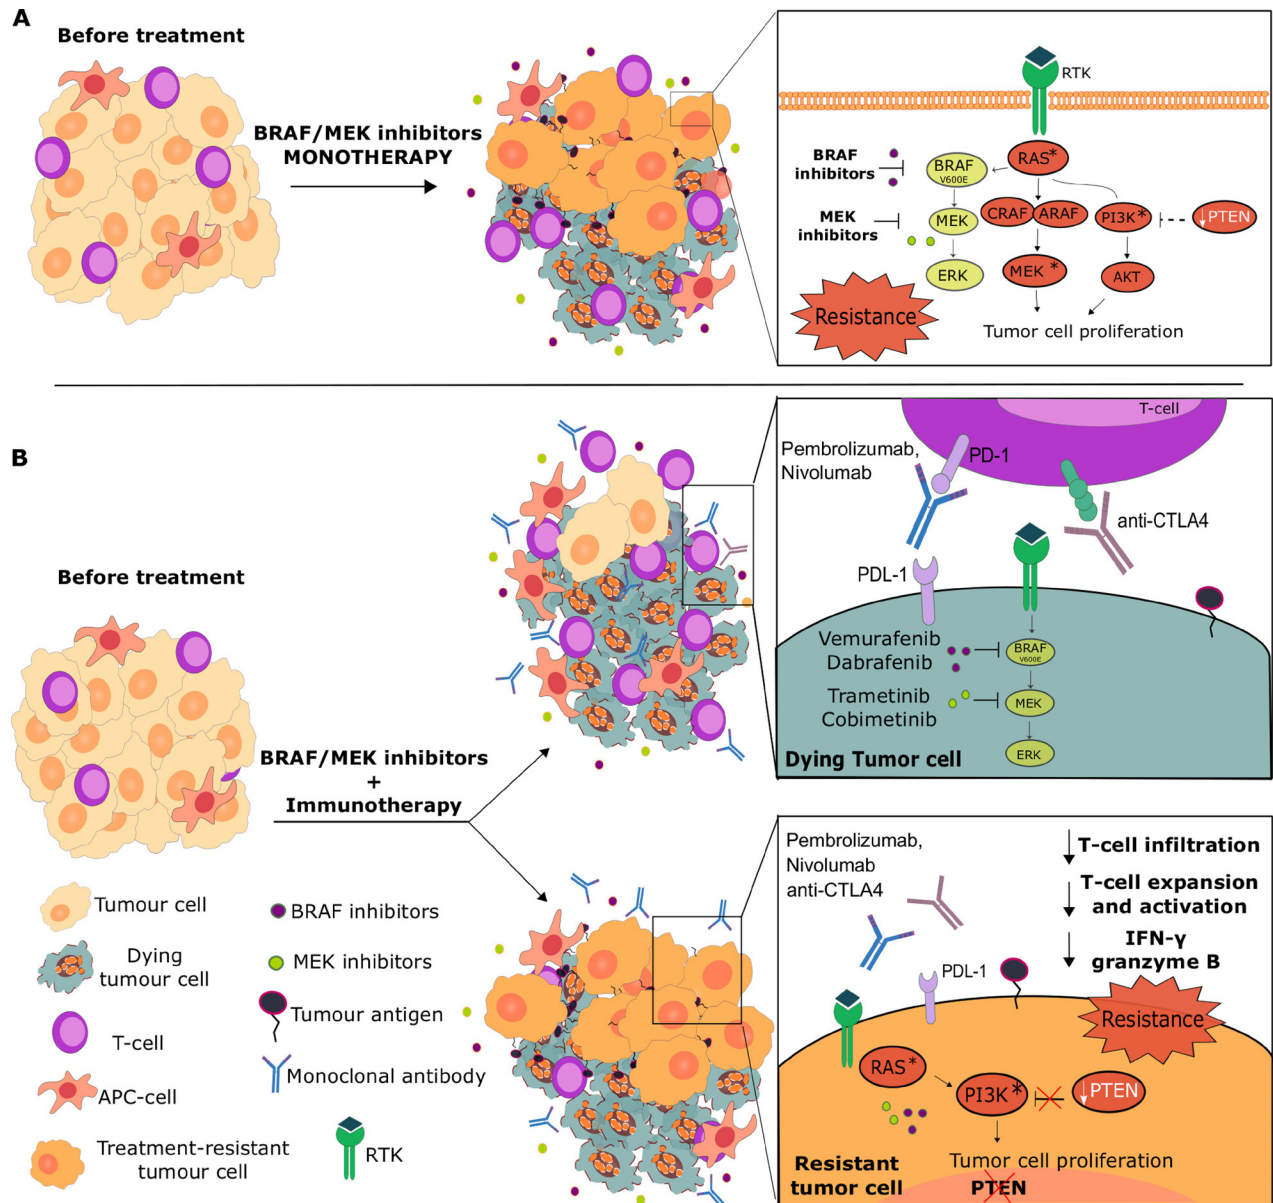 A
Before treatment
BRAF/MEK inhibitors
MONOTHERAPY
RTK
BRAF
inhibitors
BRAF
V600E
RAS*
MEK
inhibitors
MEK
CRAF
ARAF
PI3K*
↓PTEN
ERK
MEK *
AKT
Resistance
Tumor cell proliferation
B
Before treatment
BRAF/MEK inhibitors
+
Immunotherapy
T-cell
Pembrolizumab,
Nivolumab
PD-1
anti-CTLA4
PDL-1
Vemurafenib
Dabrafenib
BRAF
V600E
Trametinib
Cobimetinib
MEK
ERK
Dying Tumor cell
Pembrolizumab,
Nivolumab
anti-CTLA4
↓ T-cell infiltration
↓ T-cell expansion
and activation
↓ IFN-γ
granzyme B
PDL-1
Resistance
RAS*
PI3K*
↓PTEN
Tumor cell proliferation
Resistant
tumor cell
PTEN
Tumour cell
Dying
tumour cell
T-cell
APC-cell
Treatment-resistant
tumour cell
BRAF inhibitors
MEK inhibitors
Tumour antigen
Monoclonal antibody
RTK